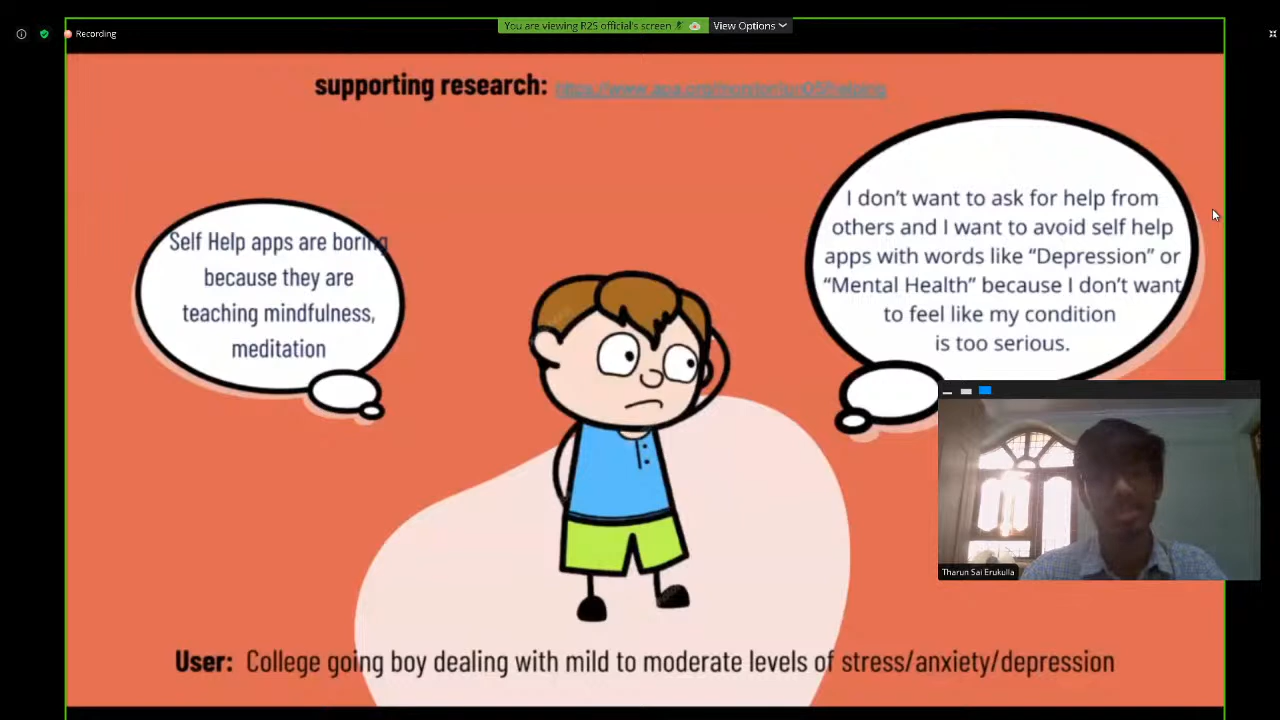 You are viewing R25 official's screen
View Options
Recording
supporting research:
Self Help apps are boring
because they are
teaching mindfulness,
meditation
I don't want to ask for help from
others and I want to avoid self help
apps with words like “Depression” or
“Mental Health” because I don't want
to feel like my condition
is too serious.
Tharun Sai Erukulla
User: College going boy dealing with mild to moderate levels of stress/anxiety/depression